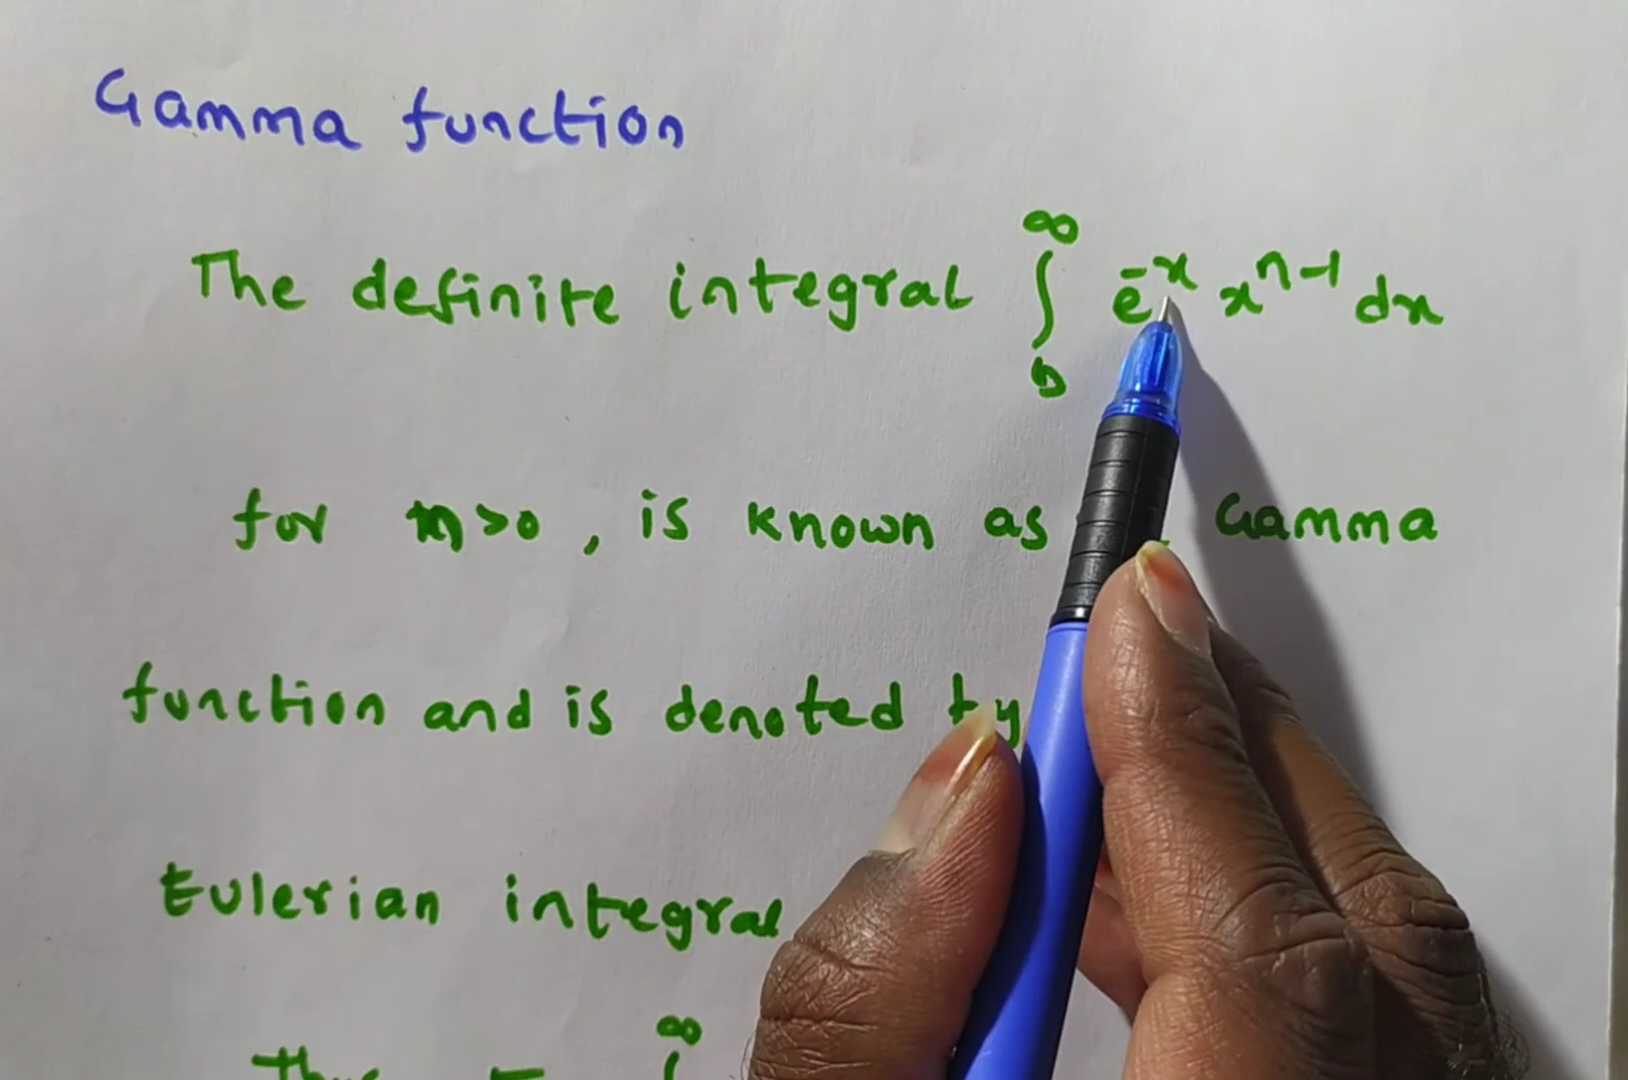 Gamma function
The definite integral ∫₀^∞ e^-x x^n-1 dx
for n>0, is known as Gamma
function and is denoted by
Eulerian integral
∞